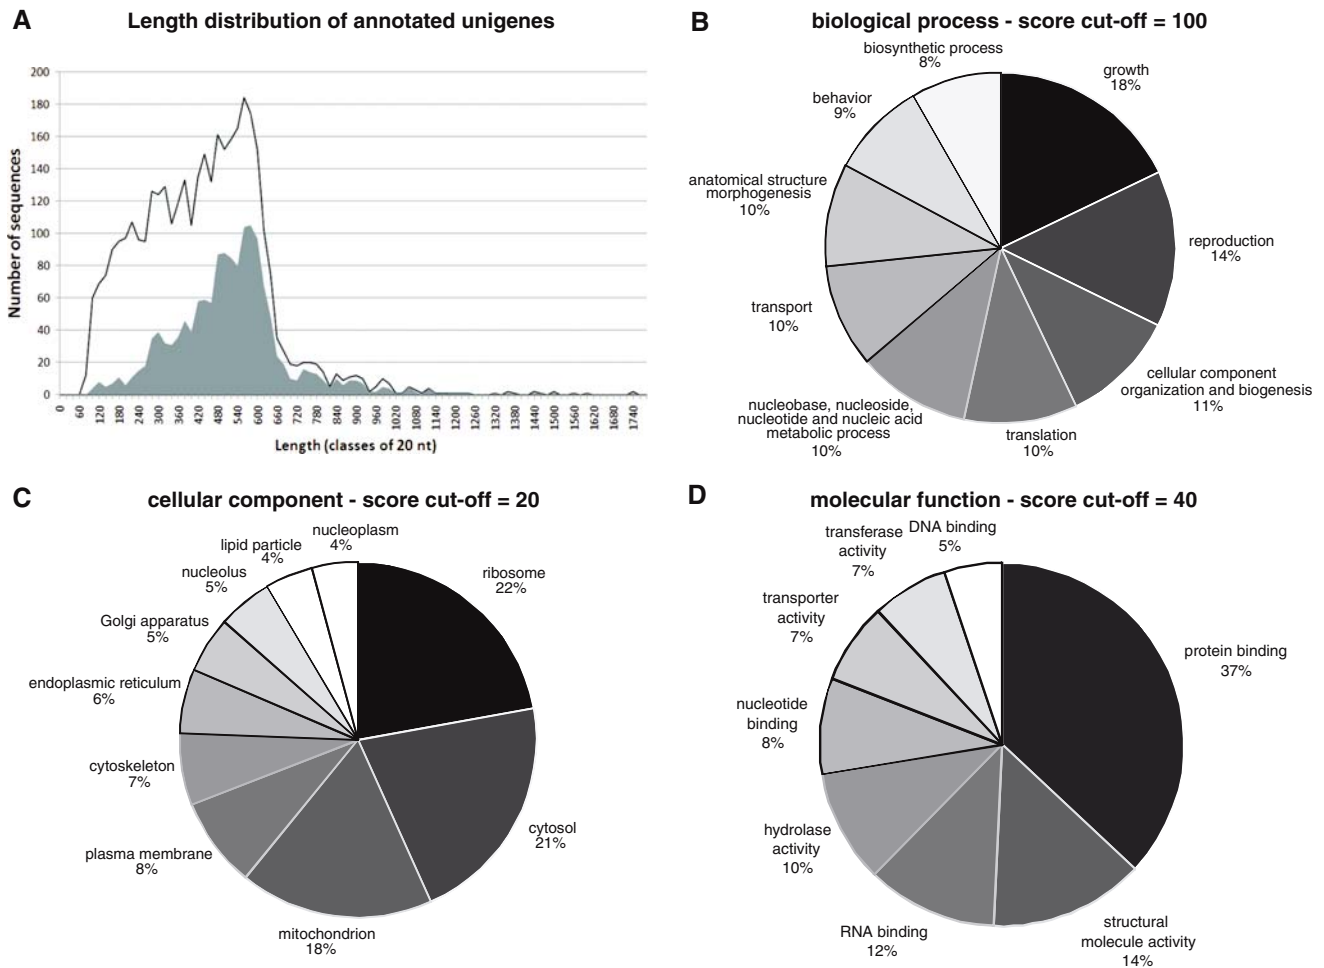 A
Length distribution of annotated unigenes
200
180
160
140
120
100
80
60
40
20
0
Number of sequences
0 60 120 180 240 300 360 420 480 540 600 660 720 780 840 900 960 1020 1080 1140 1200 1260 1320 1380 1440 1500 1560 1620 1680 1740
Length (classes of 20 nt)
B
biological process - score cut-off = 100
biosynthetic process
8%
growth
18%
behavior
9%
anatomical structure
morphogenesis
10%
reproduction
14%
transport
10%
cellular component
organization and biogenesis
11%
nucleobase, nucleoside,
nucleotide and nucleic acid
metabolic process
10%
translation
10%
C
cellular component - score cut-off = 20
nucleoplasm
4%
lipid particle
4%
ribosome
22%
nucleolus
5%
Golgi apparatus
5%
endoplasmic reticulum
6%
cytoskeleton
7%
cytosol
21%
plasma membrane
8%
mitochondrion
18%
D
molecular function - score cut-off = 40
DNA binding
5%
transferase
activity
7%
transporter
activity
7%
protein binding
37%
nucleotide
binding
8%
hydrolase
activity
10%
RNA binding
12%
structural
molecule activity
14%